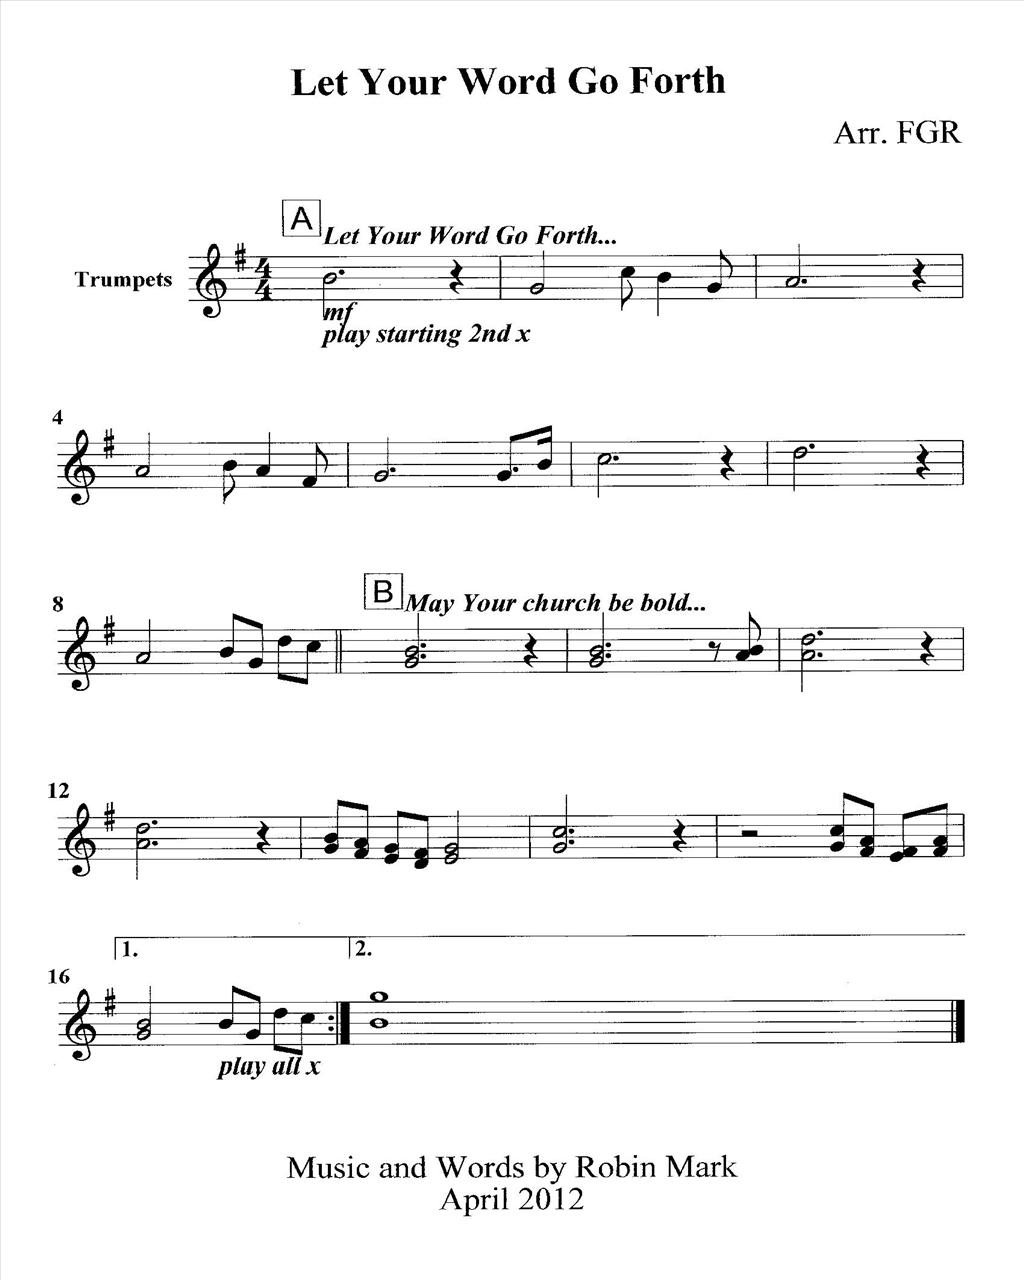 Let Your Word Go Forth
Arr. FGR
A
Let Your Word Go Forth...
Trumpets
4
4
mf
play starting 2nd x
4
8
B
May Your church be bold...
12
1.
2.
16
play all x
Music and Words by Robin Mark
April 2012